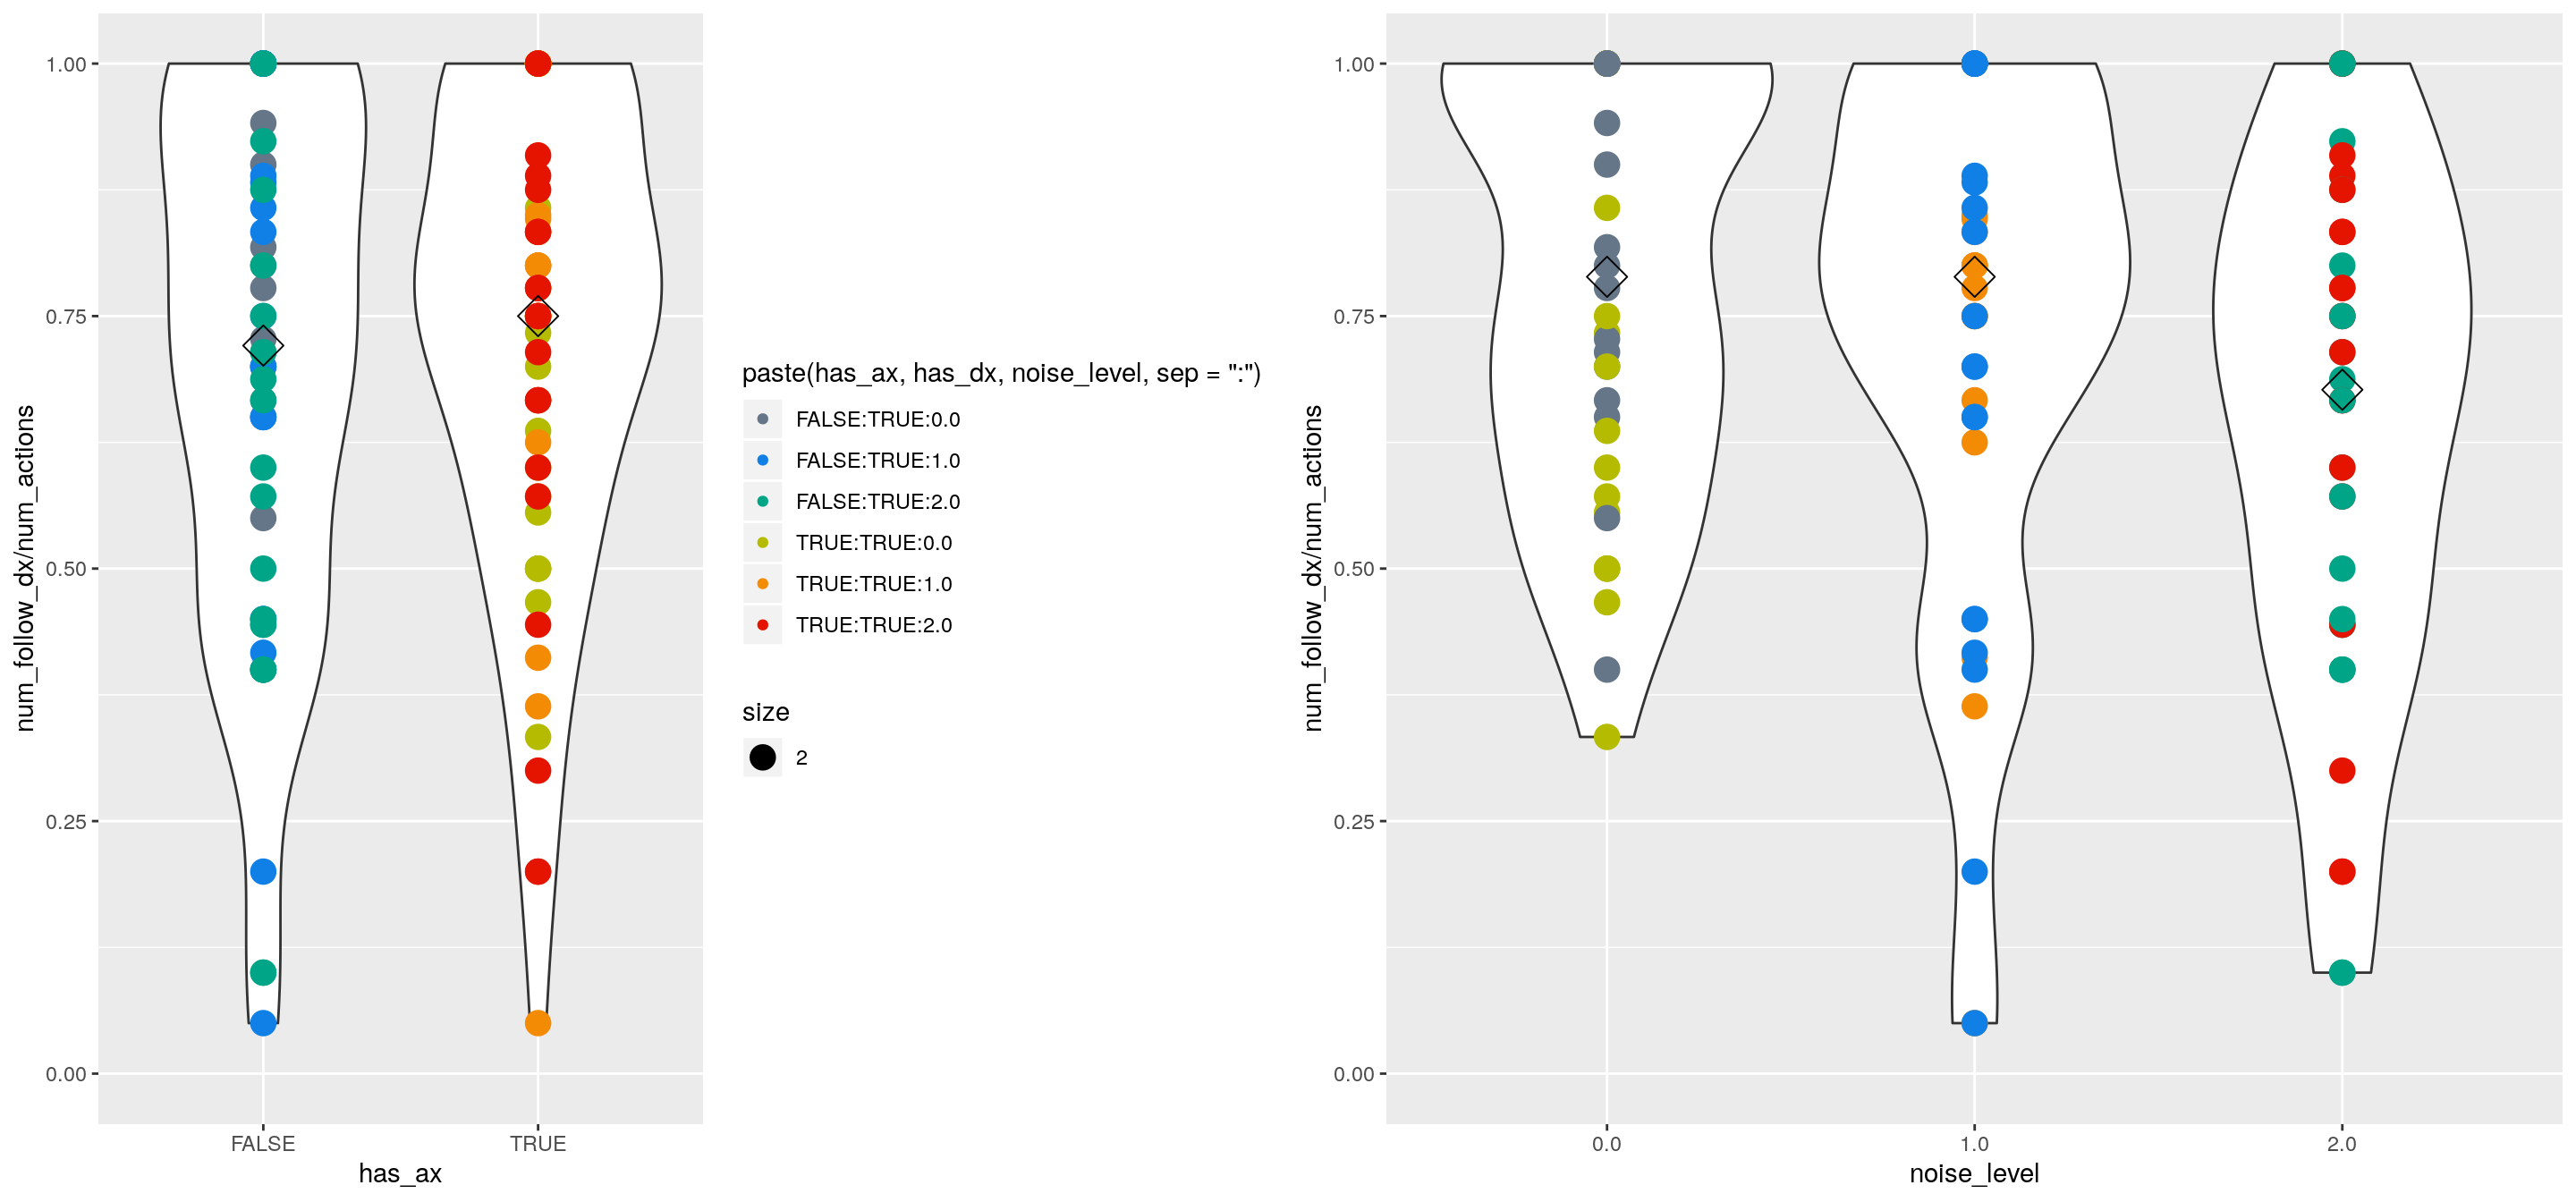 num_follow_dx/num_actions
1.00
0.75
0.50
0.25
0.00
FALSE TRUE
has_ax
paste(has_ax, has_dx, noise_level, sep = ":")
FALSE:TRUE:0.0
FALSE:TRUE:1.0
FALSE:TRUE:2.0
TRUE:TRUE:0.0
TRUE:TRUE:1.0
TRUE:TRUE:2.0
size
2
num_follow_dx/num_actions
1.00
0.75
0.50
0.25
0.00
0.0 1.0 2.0
noise_level